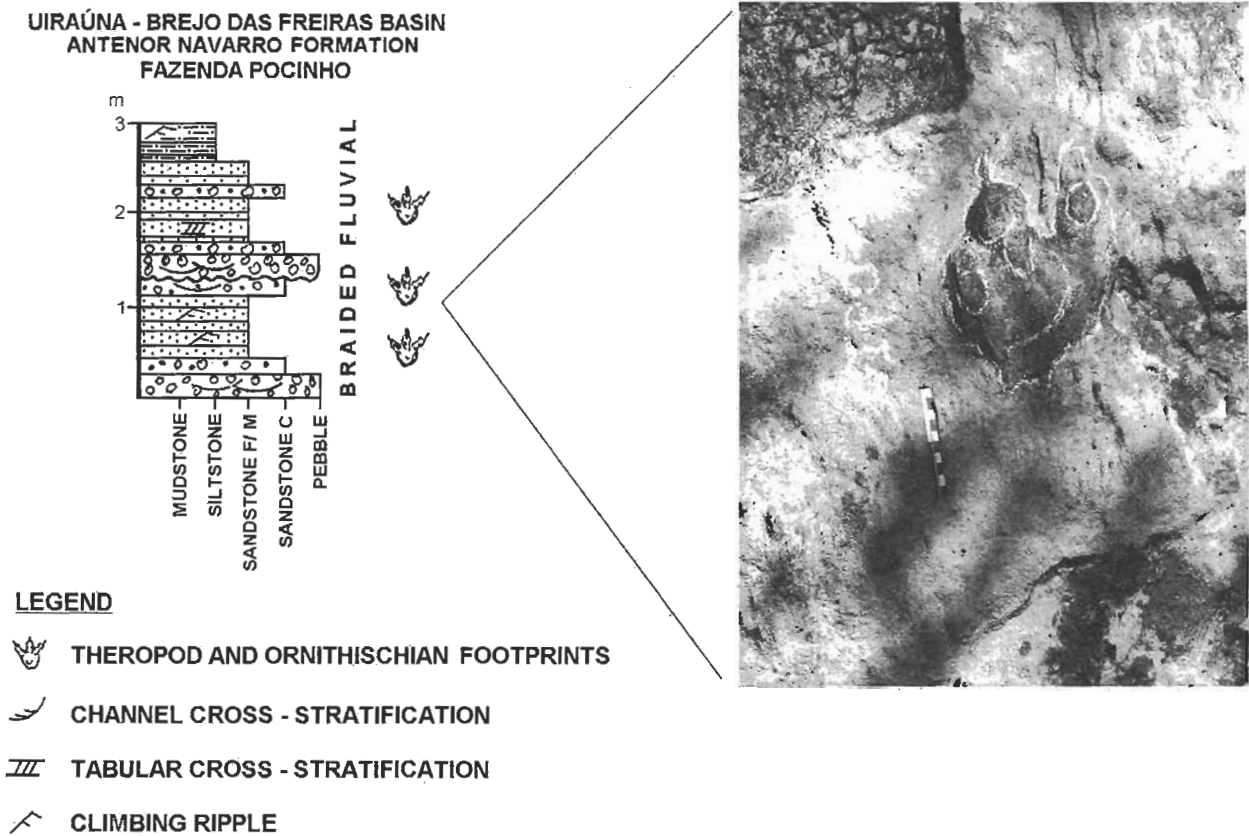 UIRAÚNA - BREJO DAS FREIRAS BASIN
ANTENOR NAVARRO FORMATION
FAZENDA POCINHO
m
3
2
1
BRAIDED FLUVIAL
MUDSTONE
SILTSTONE
SANDSTONE F/ M
SANDSTONE C
PEBBLE
LEGEND
THEROPOD AND ORNITHISCHIAN FOOTPRINTS
CHANNEL CROSS - STRATIFICATION
TABULAR CROSS - STRATIFICATION
CLIMBING RIPPLE